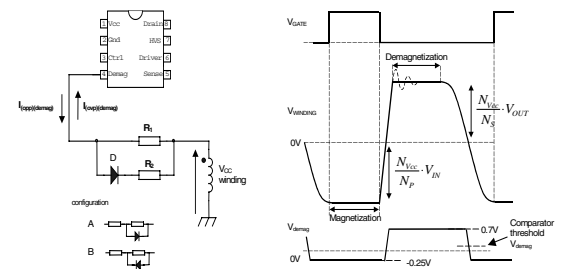 1 Vcc Drain 8
2 Gnd HVS 7
3 Ctrl Driver 6
4 Demag Sense 5
I(opp)(demag)
I(ovp)(demag)
R1
D
R2
VCC
winding
configuration
A
B
VGATE
Demagnetization
VWINDING
0V
NVcc/NS · VOUT
NVcc/NP · VIN
Magnetization
Vdemag
0V
-0.25V
0.7V
Comparator
threshold
Vdemag